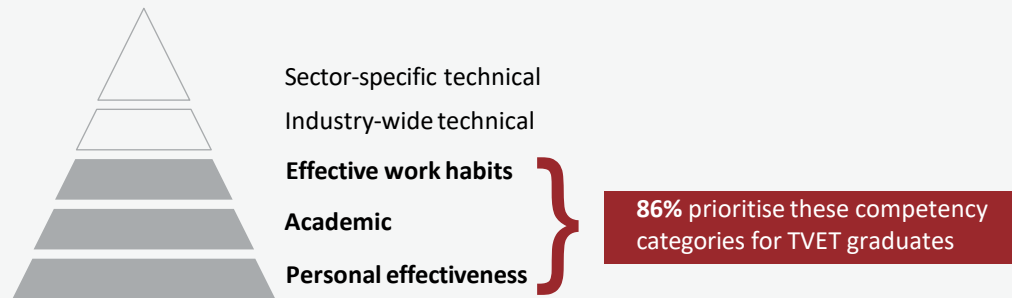 Sector-specific technical
Industry-wide technical
Effective work habits
Academic
Personal effectiveness
86% prioritise these competency
categories for TVET graduates